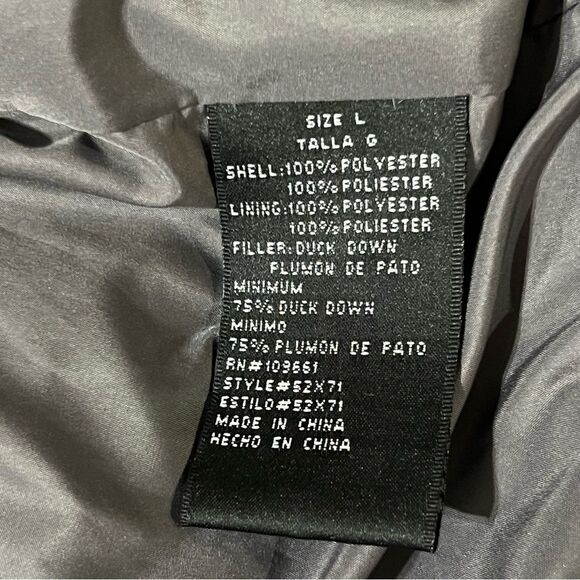 SIZE L
TALLA G
SHELL:100%POLYESTER
100%POLIESTER
LINING:100%POLYESTER
100%POLIESTER
FILLER:DUCK DOWN
PLUMON DE PATO
MINIMUM
75%DUCK DOWN
MINIMO
75%PLUMON DE PATO
RN#109661
STYLE#52X71
ESTILO#52X71
MADE IN CHINA
HECHO EN CHINA